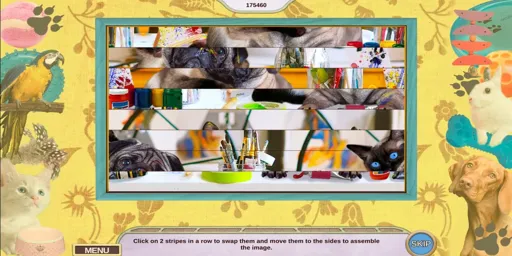 175460
Click on 2 stripes in a row to swap them and move them to the sides to assemble
the image.
SKIP
MENU